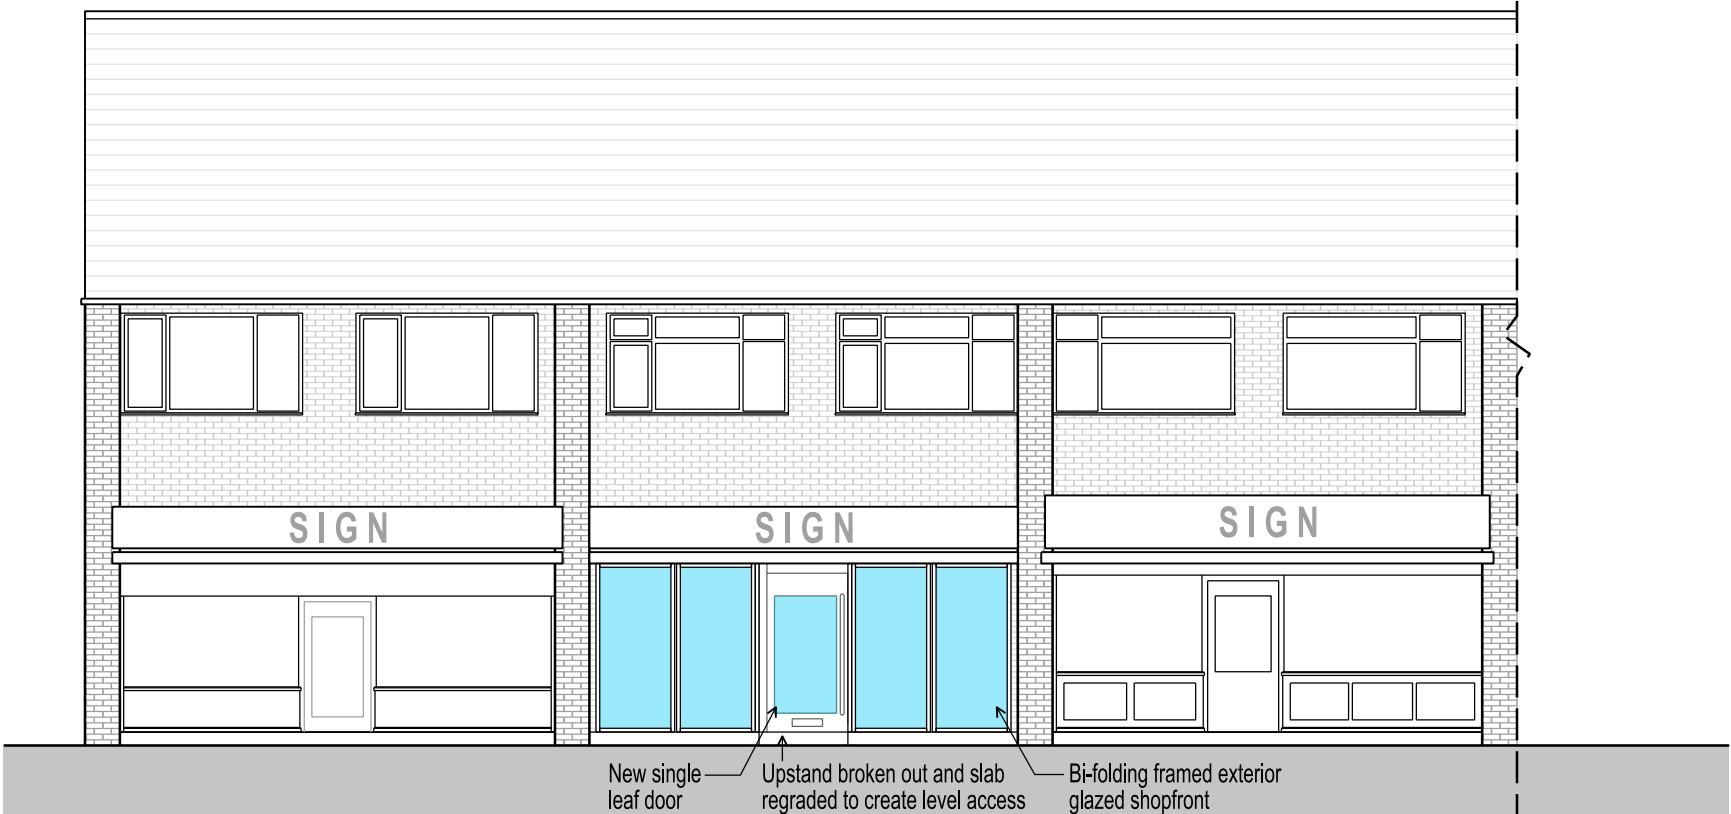 SIGN
SIGN
SIGN
New single
leaf door
Upstand broken out and slab
regraded to create level access
Bi-folding framed exterior
glazed shopfront